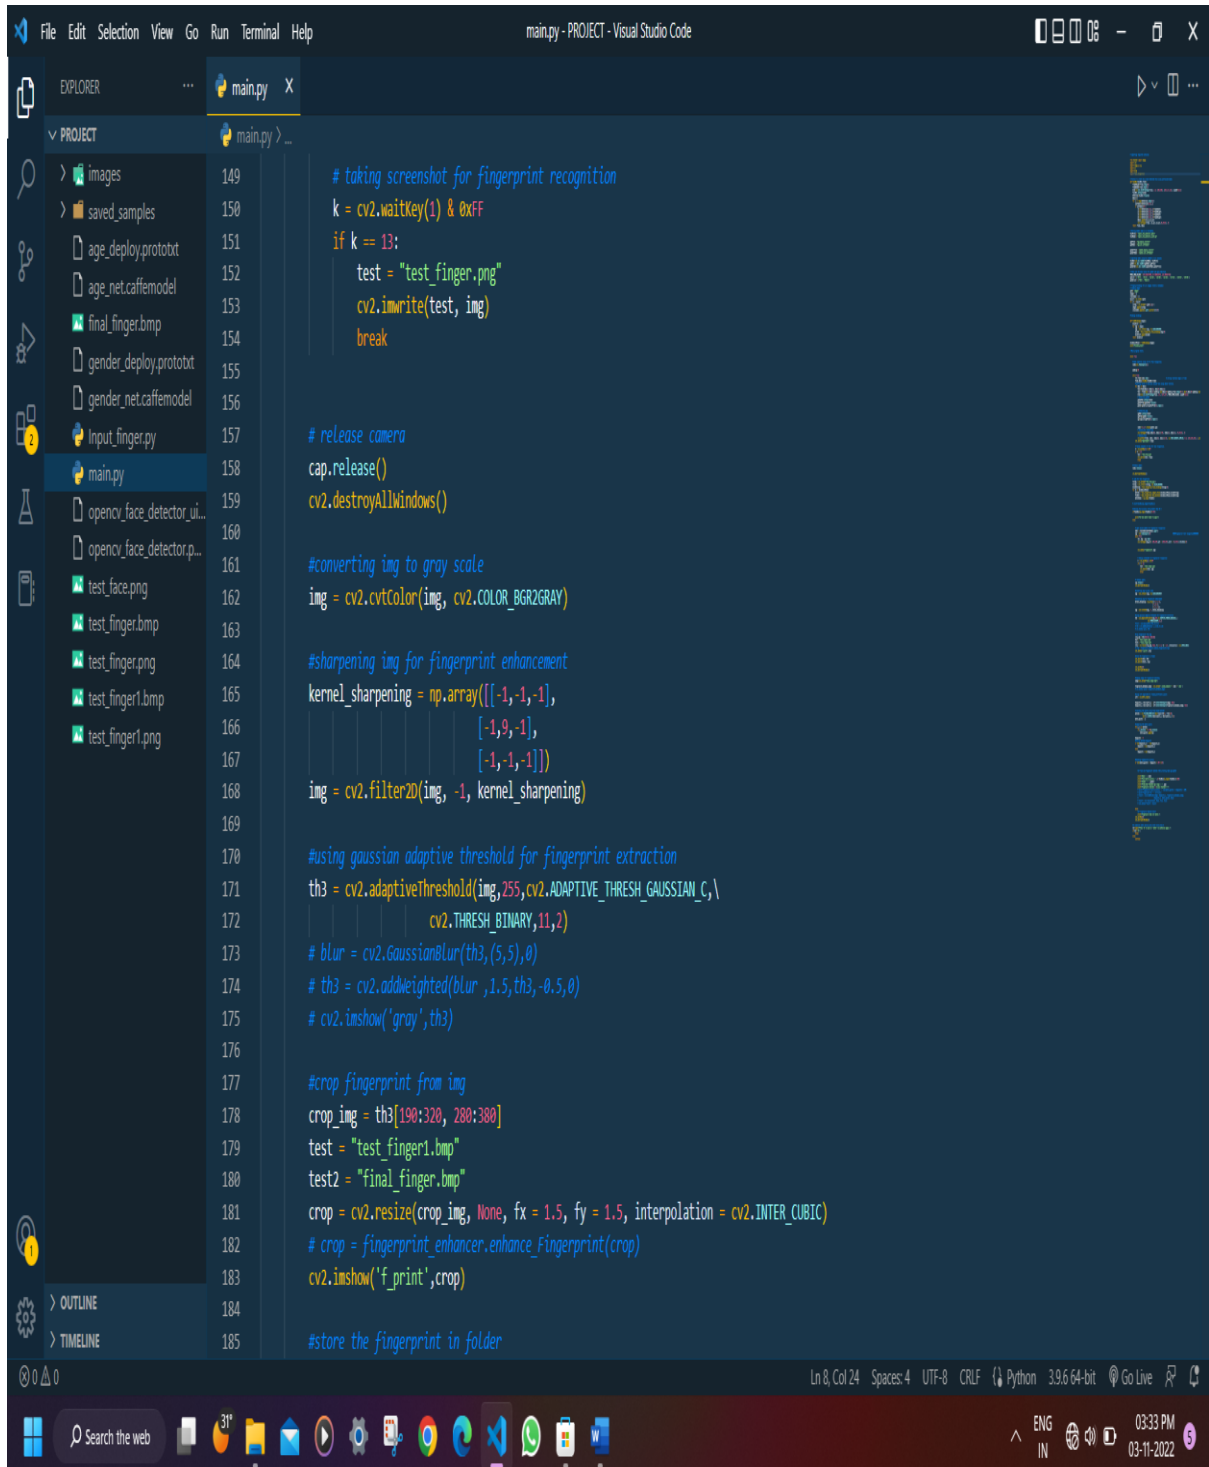 File Edit Selection View Go Run Terminal Help
main.py - PROJECT - Visual Studio Code
EXPLORER
main.py
PROJECT
main.py > ...
images
saved_samples
age_deploy.prototxt
age_net.caffemodel
final_finger.bmp
gender_deploy.prototxt
gender_net.caffemodel
Input_finger.py
main.py
opencv_face_detector_ui...
opencv_face_detector.p...
test_face.png
test_finger.bmp
test_finger.png
test_finger1.bmp
test_finger1.png
OUTLINE
TIMELINE
2
1
149 # taking screenshot for fingerprint recognition
150 k = cv2.waitKey(1) & 0xFF
151 if k == 13:
152 test = "test_finger.png"
153 cv2.imwrite(test, img)
154 break
155
156
157 # release camera
158 cap.release()
159 cv2.destroyAllWindows()
160
161 #converting img to gray scale
162 img = cv2.cvtColor(img, cv2.COLOR_BGR2GRAY)
163
164 #sharpening img for fingerprint enhancement
165 kernel_sharpening = np.array([[-1,-1,-1],
166 [-1,9,-1],
167 [-1,-1,-1]])
168 img = cv2.filter2D(img, -1, kernel_sharpening)
169
170 #using gaussian adaptive threshold for fingerprint extraction
171 th3 = cv2.adaptiveThreshold(img,255,cv2.ADAPTIVE_THRESH_GAUSSIAN_C,\
172 cv2.THRESH_BINARY,11,2)
173 # blur = cv2.GaussianBlur(th3,(5,5),0)
174 # th3 = cv2.addWeighted(blur ,1.5,th3,-0.5,0)
175 # cv2.imshow('gray',th3)
176
177 #crop fingerprint from img
178 crop_img = th3[190:320, 280:380]
179 test = "test_finger1.bmp"
180 test2 = "final_finger.bmp"
181 crop = cv2.resize(crop_img, None, fx = 1.5, fy = 1.5, interpolation = cv2.INTER_CUBIC)
182 # crop = fingerprint_enhancer.enhance_Fingerprint(crop)
183 cv2.imshow('f_print',crop)
184
185 #store the fingerprint in folder
0 0
Ln 8, Col 24 Spaces: 4 UTF-8 CRLF Python 3.9.6 64-bit Go Live
Search the web
31°
ENG
IN
03:33 PM
03-11-2022
5